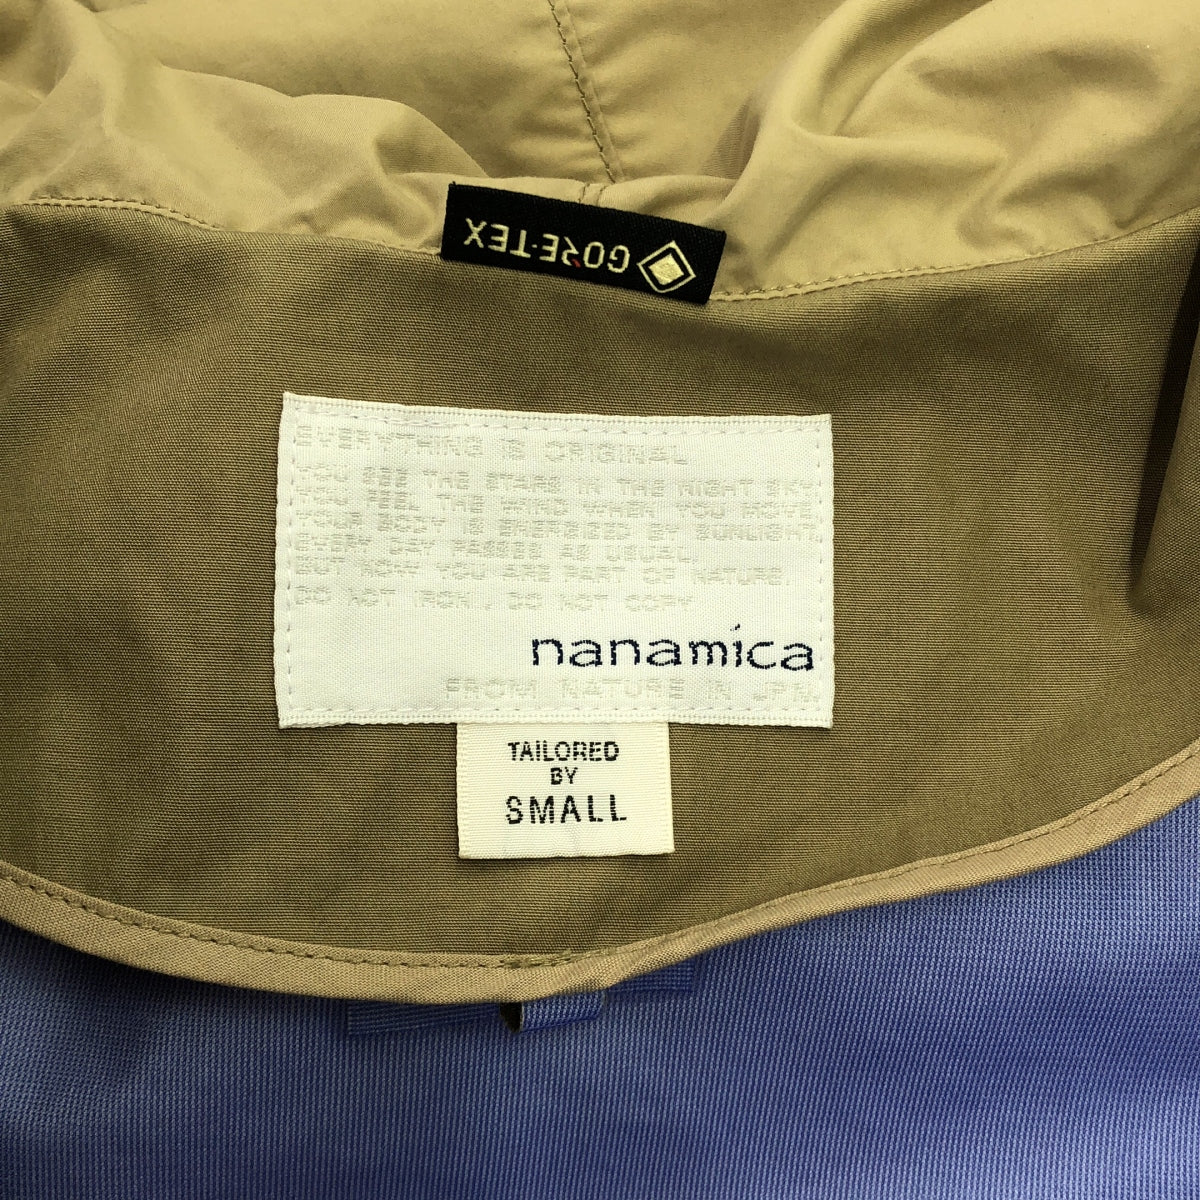 GORE-TEX
EVERYTHING IS ORIGINAL
YOU SEE THE STARS IN THE NIGHT SKY.
YOU FEEL THE WIND WHEN YOU MOVE.
YOUR BODY IS ENERGISED BY SUNLIGHT.
EVERY DAY PASSES AS USUAL.
BUT NOW YOU ARE PART OF NATURE.
DO NOT IRON. DO NOT COPY
nanamica
FROM NATURE IN JPN.
TAILORED
BY
SMALL